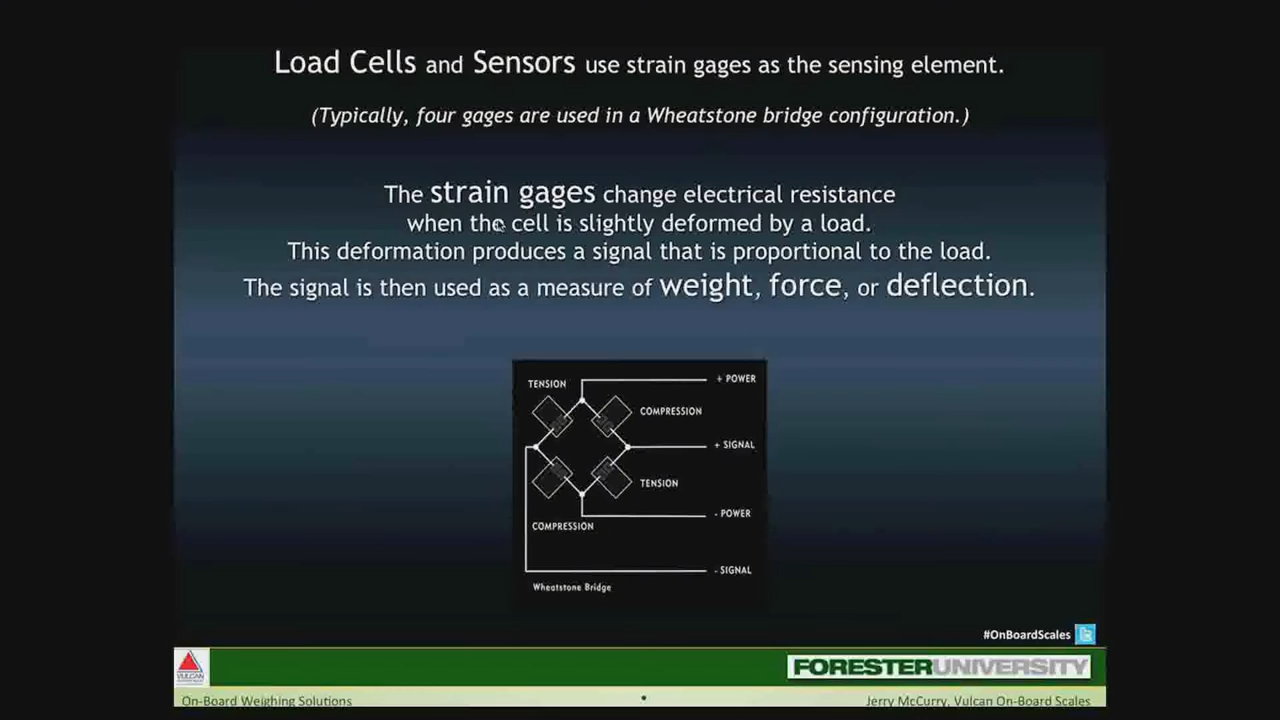 Load Cells and Sensors use strain gages as the sensing element.
(Typically, four gages are used in a Wheatstone bridge configuration.)
The strain gages change electrical resistance
when the cell is slightly deformed by a load.
This deformation produces a signal that is proportional to the load.
The signal is then used as a measure of weight, force, or deflection.
TENSION
+ POWER
COMPRESSION
+ SIGNAL
TENSION
- POWER
COMPRESSION
- SIGNAL
Wheatstone Bridge
#OnBoardScales
VULCAN
FORESTERUNIVERSITY
On-Board Weighing Solutions
Jerry McCurry, Vulcan On-Board Scales